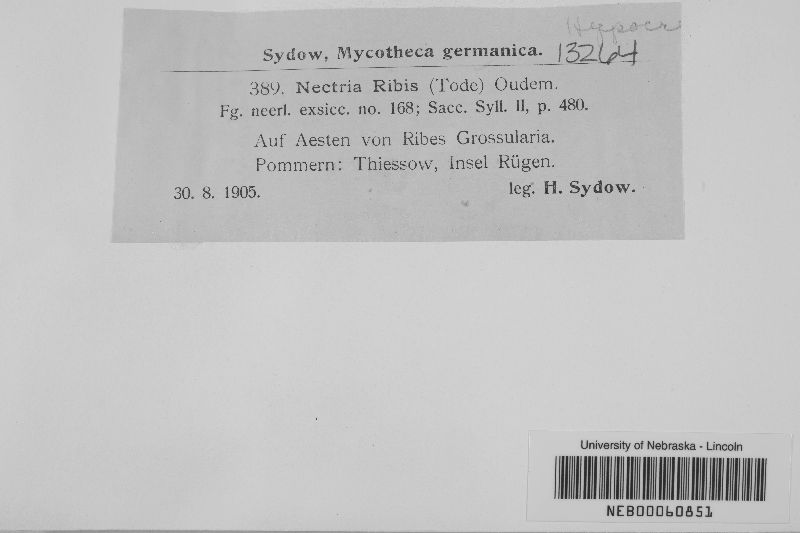 Hypocr
Sydow, Mycotheca germanica. 13264
389. Nectria Ribis (Tode) Oudem.
Fg. neerl. exsicc. no. 168; Sacc. Syll. II, p. 480.
Auf Aesten von Ribes Grossularia.
Pommern: Thiessow, Insel Rügen.
30. 8. 1905. leg. H. Sydow.
University of Nebraska - Lincoln
NEB00060851